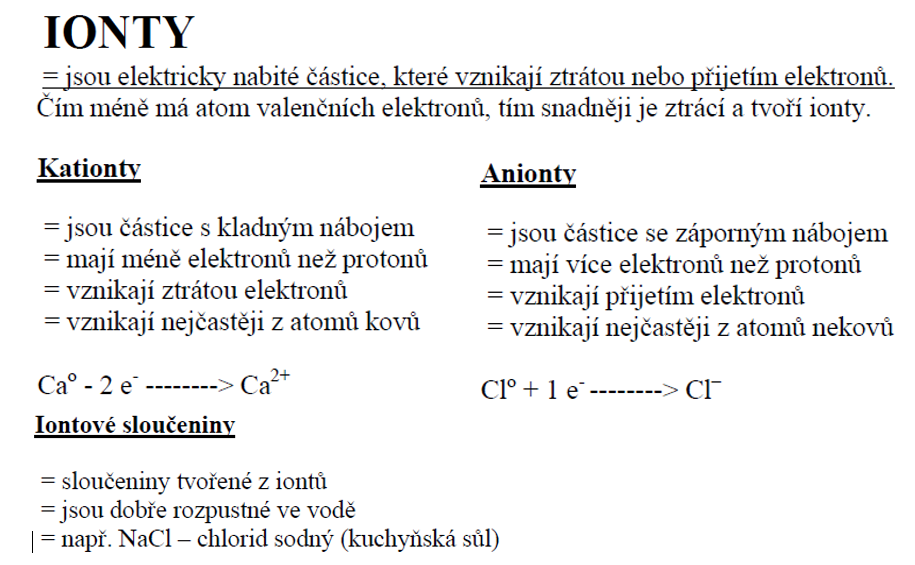 IONTY
= jsou elektricky nabité částice, které vznikají ztrátou nebo přijetím elektronů.
Čím méně má atom valenčních elektronů, tím snadněji je ztrácí a tvoří ionty.
Kationty
= jsou částice s kladným nábojem
= mají méně elektronů než protonů
= vznikají ztrátou elektronů
= vznikají nejčastěji z atomů kovů
Caº - 2 e⁻ --------> Ca²⁺
Anionty
= jsou částice se záporným nábojem
= mají více elektronů než protonů
= vznikají přijetím elektronů
= vznikají nejčastěji z atomů nekovů
Clº + 1 e⁻ --------> Cl⁻
Iontové sloučeniny
= sloučeniny tvořené z iontů
= jsou dobře rozpustné ve vodě
= např. NaCl – chlorid sodný (kuchyňská sůl)